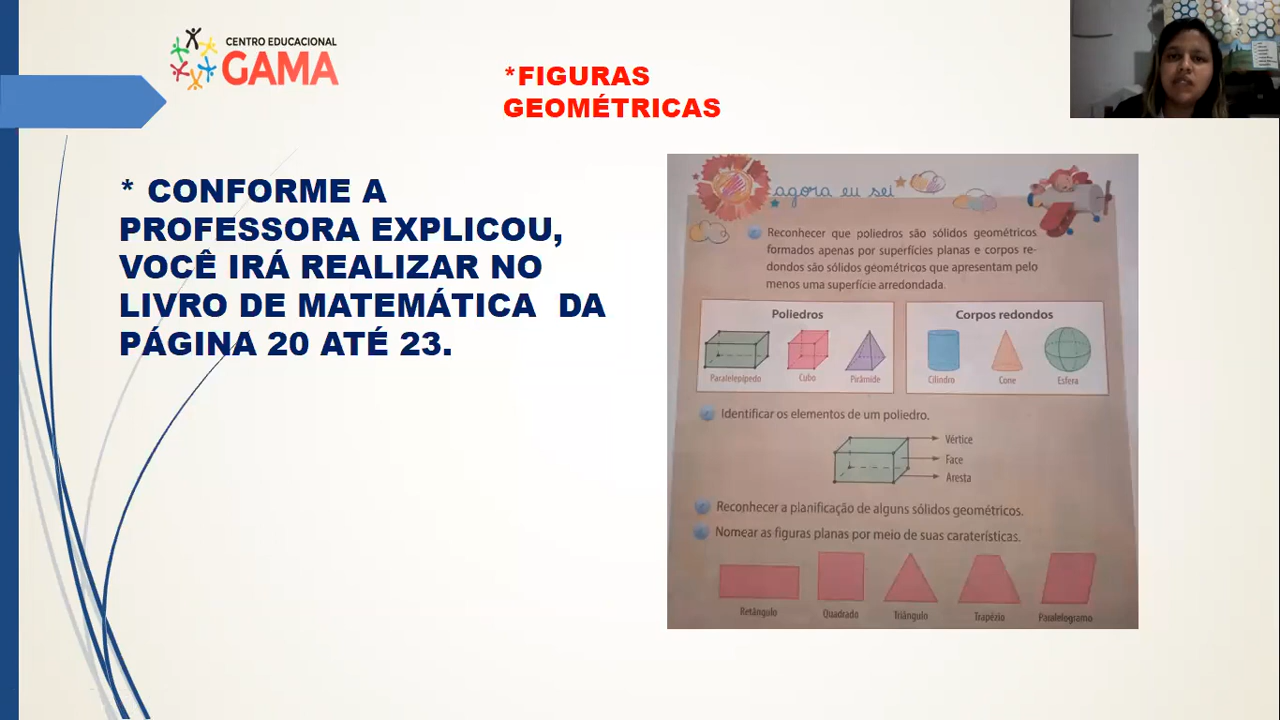 CENTRO EDUCACIONAL
GAMA
*FIGURAS
GEOMÉTRICAS
* CONFORME A
PROFESSORA EXPLICOU,
VOCÊ IRÁ REALIZAR NO
LIVRO DE MATEMÁTICA DA
PÁGINA 20 ATÉ 23.
agora eu sei
Reconhecer que poliedros são sólidos geométricos
formados apenas por superfícies planas e corpos re-
dondos são sólidos geométricos que apresentam pelo
menos uma superfície arredondada.
Poliedros
Corpos redondos
Paralelepípedo
Cubo
Pirâmide
Cilindro
Cone
Esfera
Identificar os elementos de um poliedro.
Vértice
Face
Aresta
Reconhecer a planificação de alguns sólidos geométricos.
Nomear as figuras planas por meio de suas caraterísticas.
Retângulo
Quadrado
Triângulo
Trapézio
Paralelogramo